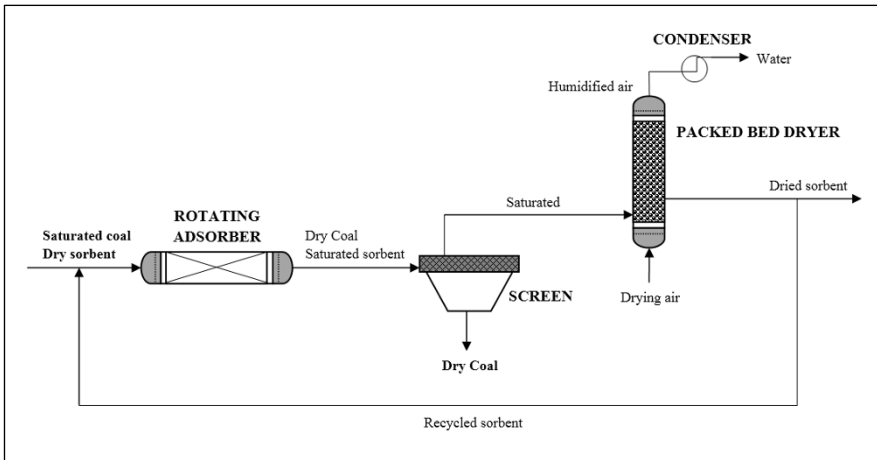 CONDENSER
Water
Humidified air
PACKED BED DRYER
Dried sorbent
Saturated
ROTATING
ADSORBER
Saturated coal
Dry sorbent
Dry Coal
Saturated sorbent
SCREEN
Drying air
Dry Coal
Recycled sorbent